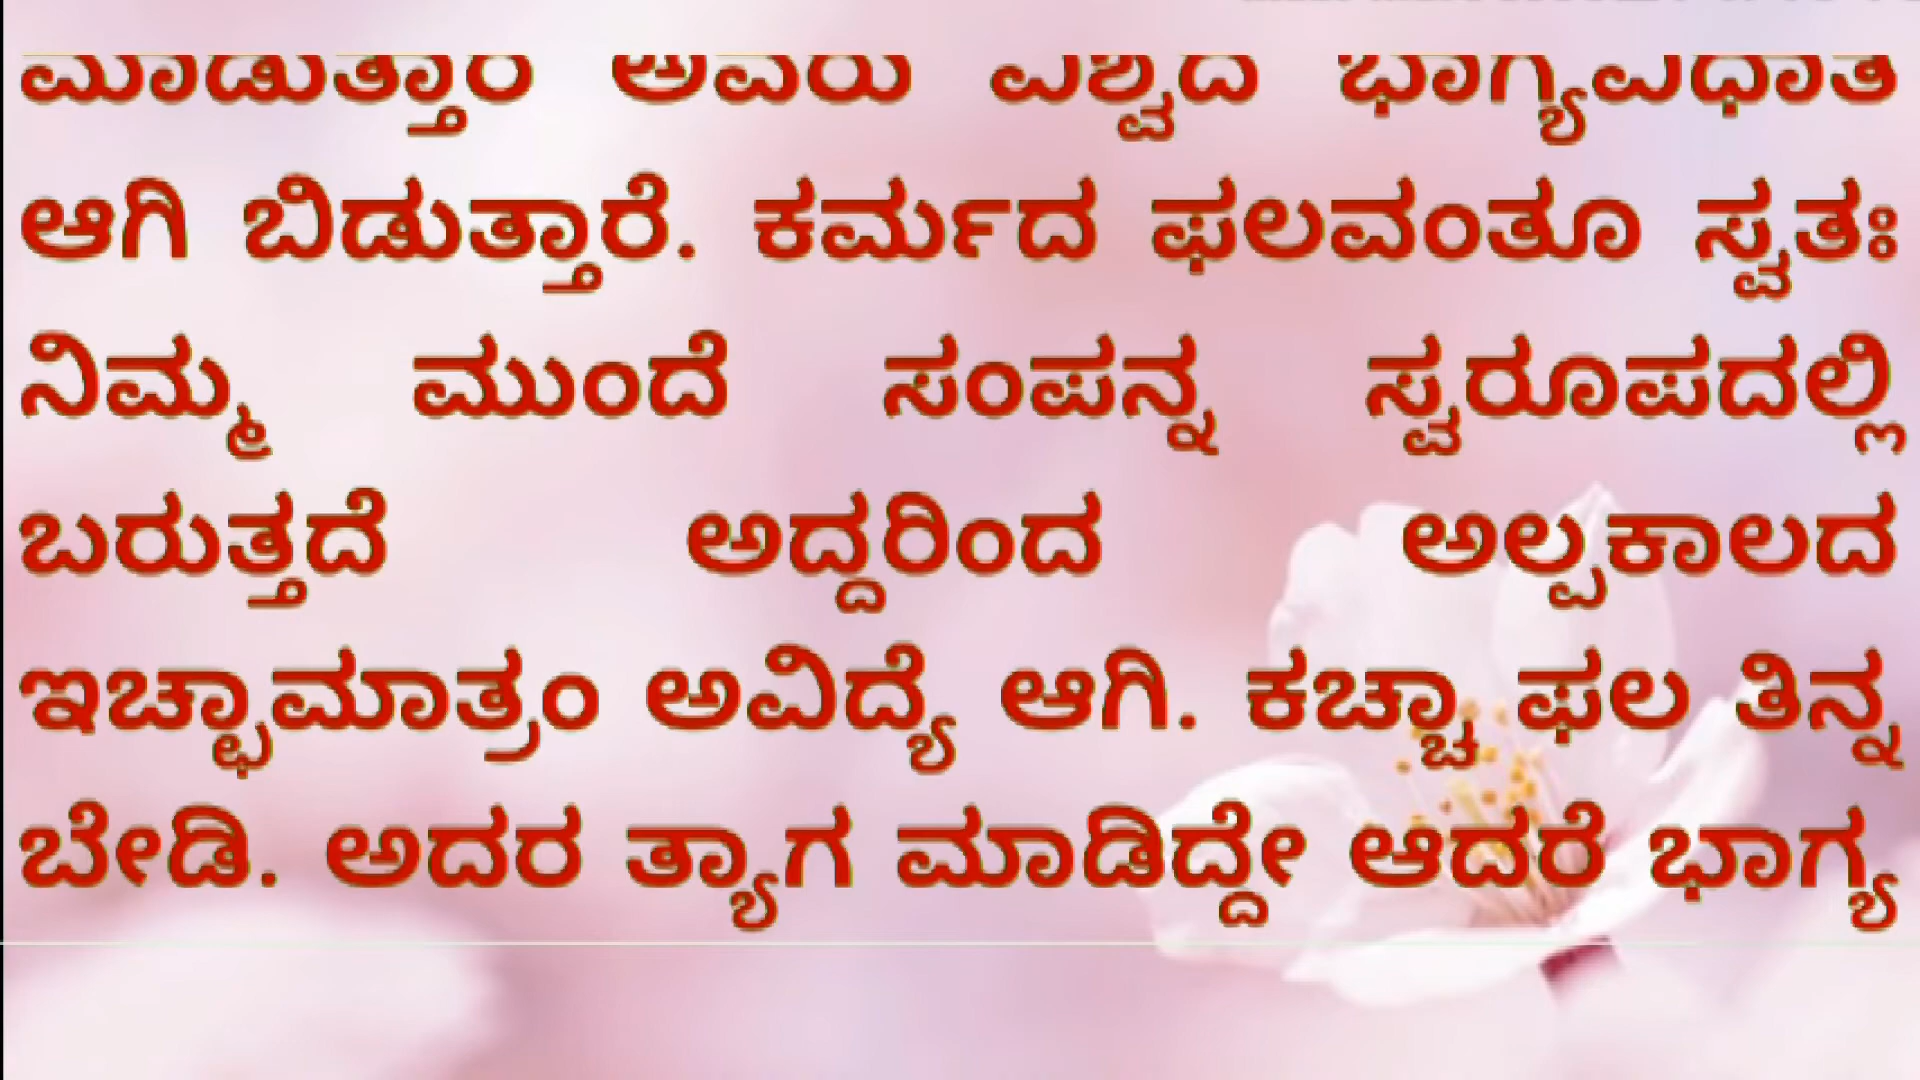 ಮಾಡುತ್ತಾರೆ ಅವರು ವಿಶ್ವದ ಭಾಗ್ಯವಿಧಾತ
ಆಗಿ ಬಿಡುತ್ತಾರೆ. ಕರ್ಮದ ಫಲವಂತೂ ಸ್ವತಃ
ನಿಮ್ಮ ಮುಂದೆ ಸಂಪನ್ನ ಸ್ವರೂಪದಲ್ಲಿ
ಬರುತ್ತದೆ ಅದ್ದರಿಂದ ಅಲ್ಪಕಾಲದ
ಇಚ್ಛಾಮಾತ್ರಂ ಅವಿದ್ಯೆ ಆಗಿ. ಕಚ್ಚಾ ಫಲ ತಿನ್ನ
ಬೇಡಿ. ಅದರ ತ್ಯಾಗ ಮಾಡಿದ್ದೇ ಆದರೆ ಭಾಗ್ಯ